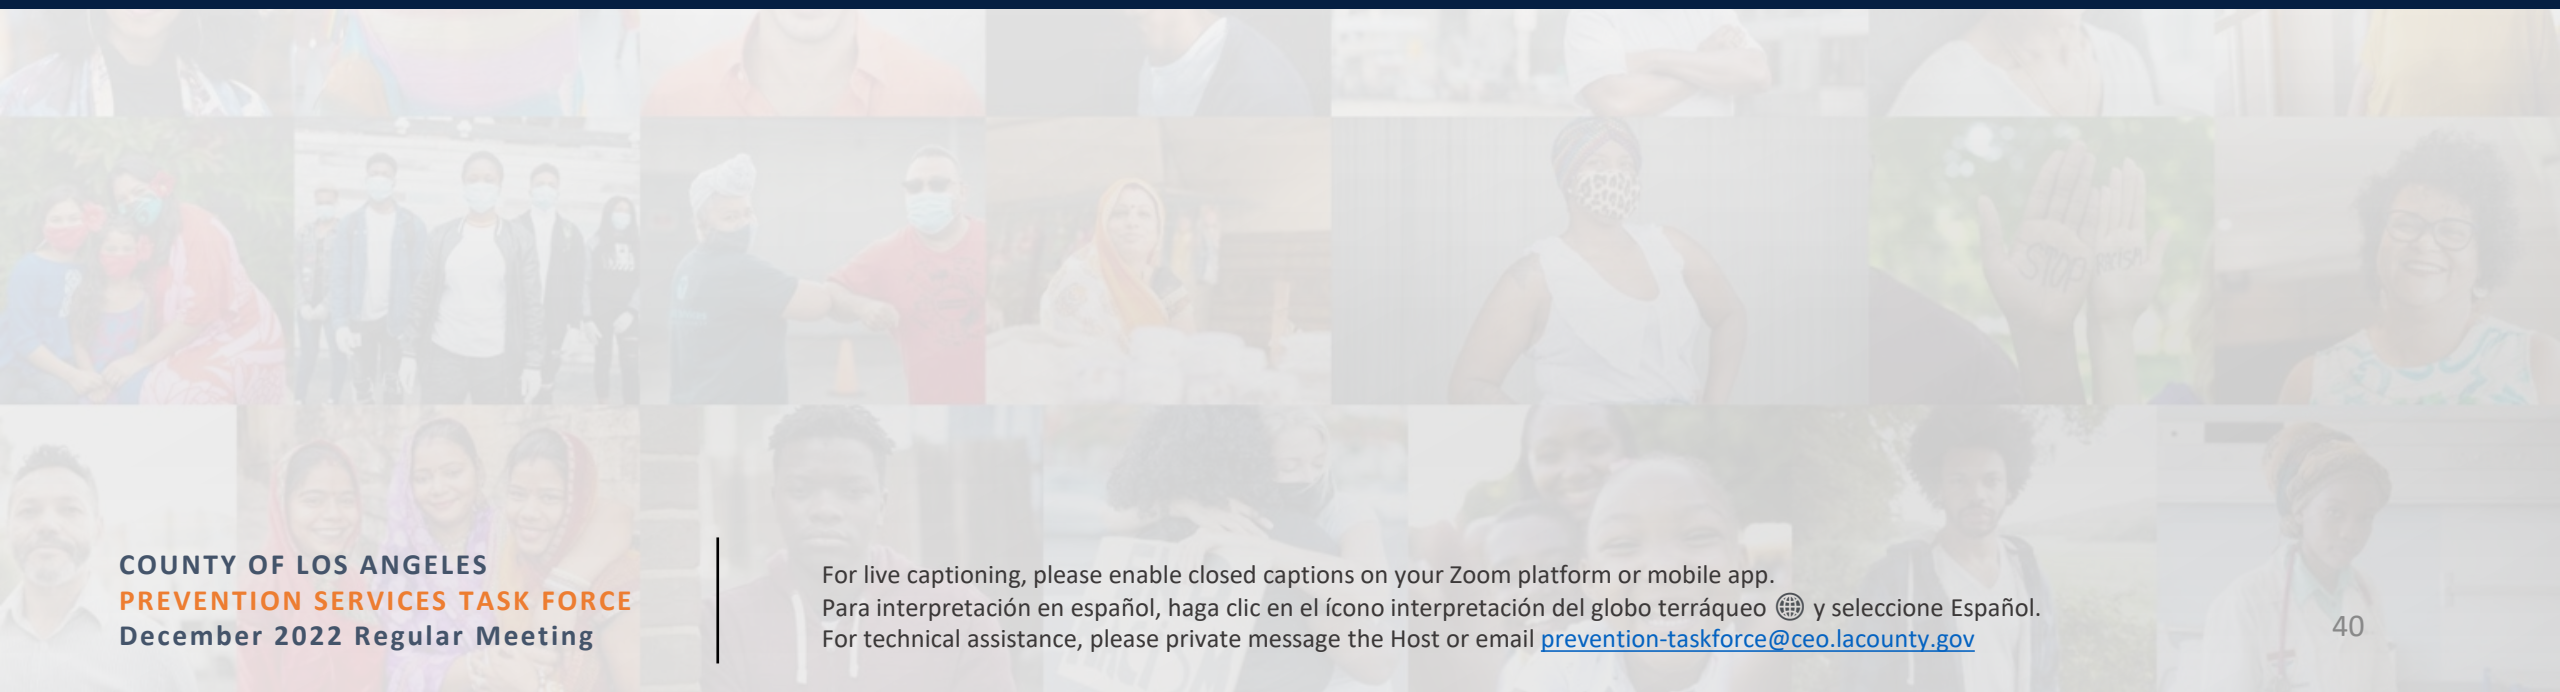 STOP racism!
COUNTY OF LOS ANGELES
PREVENTION SERVICES TASK FORCE
December 2022 Regular Meeting
For live captioning, please enable closed captions on your Zoom platform or mobile app.
Para interpretación en español, haga clic en el ícono interpretación del globo terráqueo y seleccione Español.
For technical assistance, please private message the Host or email prevention-taskforce@ceo.lacounty.gov
40